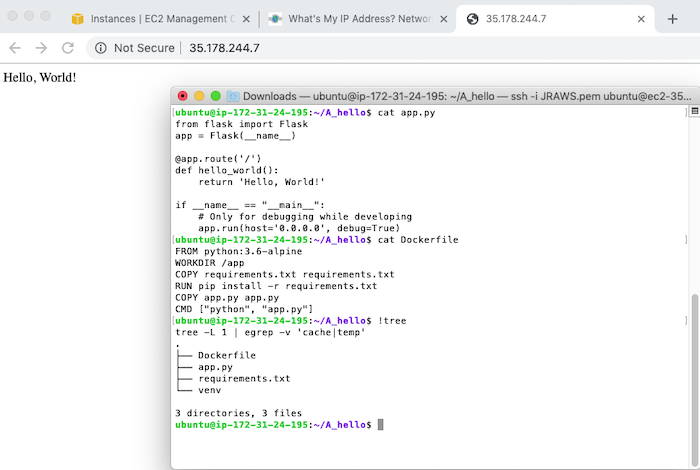 Instances | EC2 Management C
What's My IP Address? Networ
35.178.244.7
Not Secure | 35.178.244.7
Hello, World!
Downloads — ubuntu@ip-172-31-24-195: ~/A_hello — ssh -i JRAWS.pem ubuntu@ec2-35...
[ubuntu@ip-172-31-24-195:~/A_hello$ cat app.py ]
from flask import Flask
app = Flask(__name__)
@app.route('/')
def hello_world():
    return 'Hello, World!'
if __name__ == "__main__":
    # Only for debugging while developing
    app.run(host='0.0.0.0', debug=True)
[ubuntu@ip-172-31-24-195:~/A_hello$ cat Dockerfile ]
FROM python:3.6-alpine
WORKDIR /app
COPY requirements.txt requirements.txt
RUN pip install -r requirements.txt
COPY app.py app.py
CMD ["python", "app.py"]
[ubuntu@ip-172-31-24-195:~/A_hello$ !tree ]
tree -L 1 | egrep -v 'cache|temp'
.
├── Dockerfile
├── app.py
├── requirements.txt
└── venv
3 directories, 3 files
ubuntu@ip-172-31-24-195:~/A_hello$